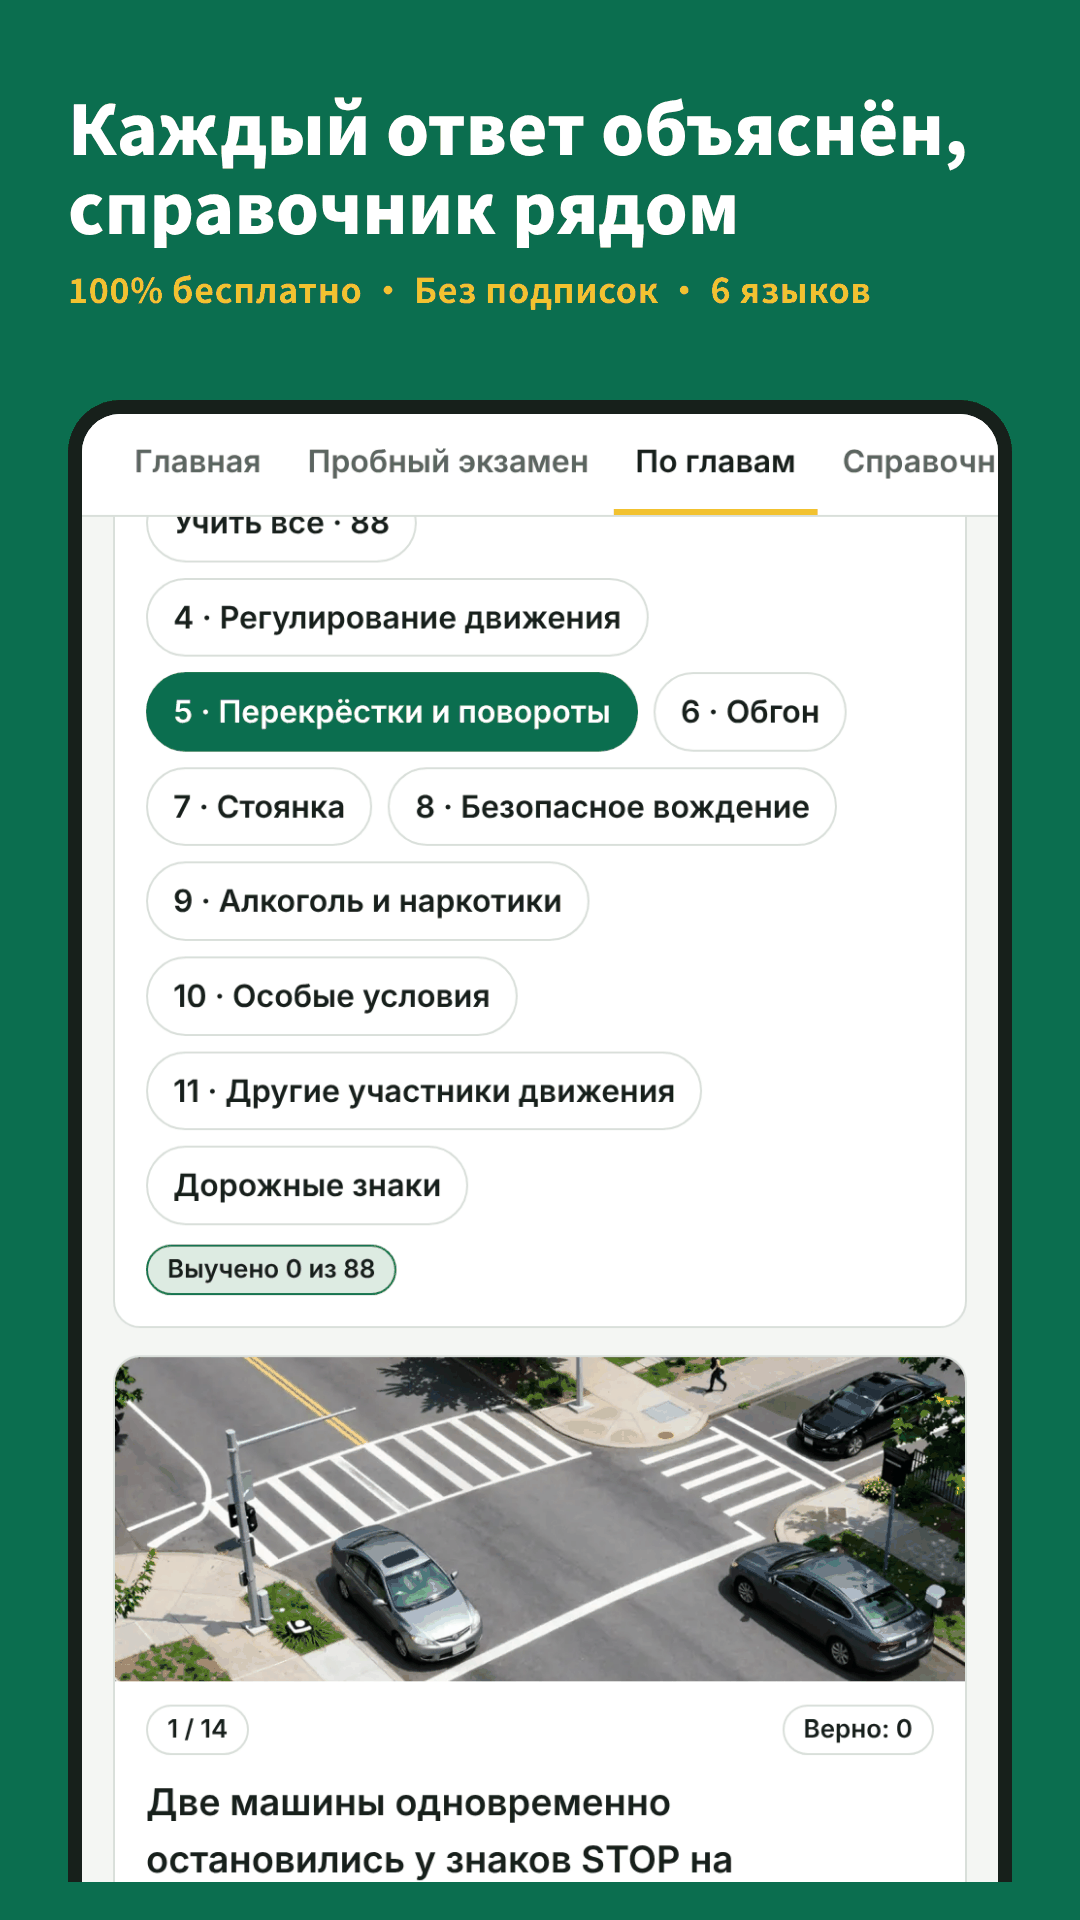 Каждый ответ объяснён,
справочник рядом
100% бесплатно • Без подписок • 6 языков
Главная Пробный экзамен По главам Справочн
Учить все · 88
4 · Регулирование движения
5 · Перекрёстки и повороты 6 · Обгон
7 · Стоянка 8 · Безопасное вождение
9 · Алкоголь и наркотики
10 · Особые условия
11 · Другие участники движения
Дорожные знаки
Выучено 0 из 88
1 / 14 Верно: 0
Две машины одновременно
остановились у знаков STOP на